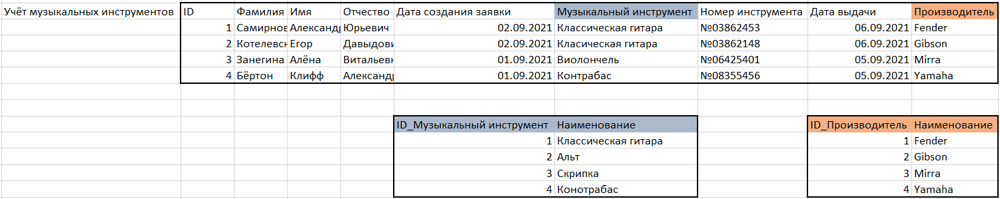 Учёт музыкальных инструментов ID Фамилия Имя Отчество Дата создания заявки Музыкальный инструмент Номер инструмента Дата выдачи Производитель
1 Самирнов Александр Юрьевич 02.09.2021 Классическая гитара №03862453 06.09.2021 Fender
2 Котелевск Егор Давыдови 02.09.2021 Класическая гитара №03862148 06.09.2021 Gibson
3 Занегина Алёна Витальевн 01.09.2021 Виолончель №06425401 05.09.2021 Mirra
4 Бёртон Клифф Александр 01.09.2021 Контрабас №08355456 05.09.2021 Yamaha
ID_Музыкальный инструмент Наименование ID_Производитель Наименование
1 Классическая гитара 1 Fender
2 Альт 2 Gibson
3 Скрипка 3 Mirra
4 Конотрабас 4 Yamaha